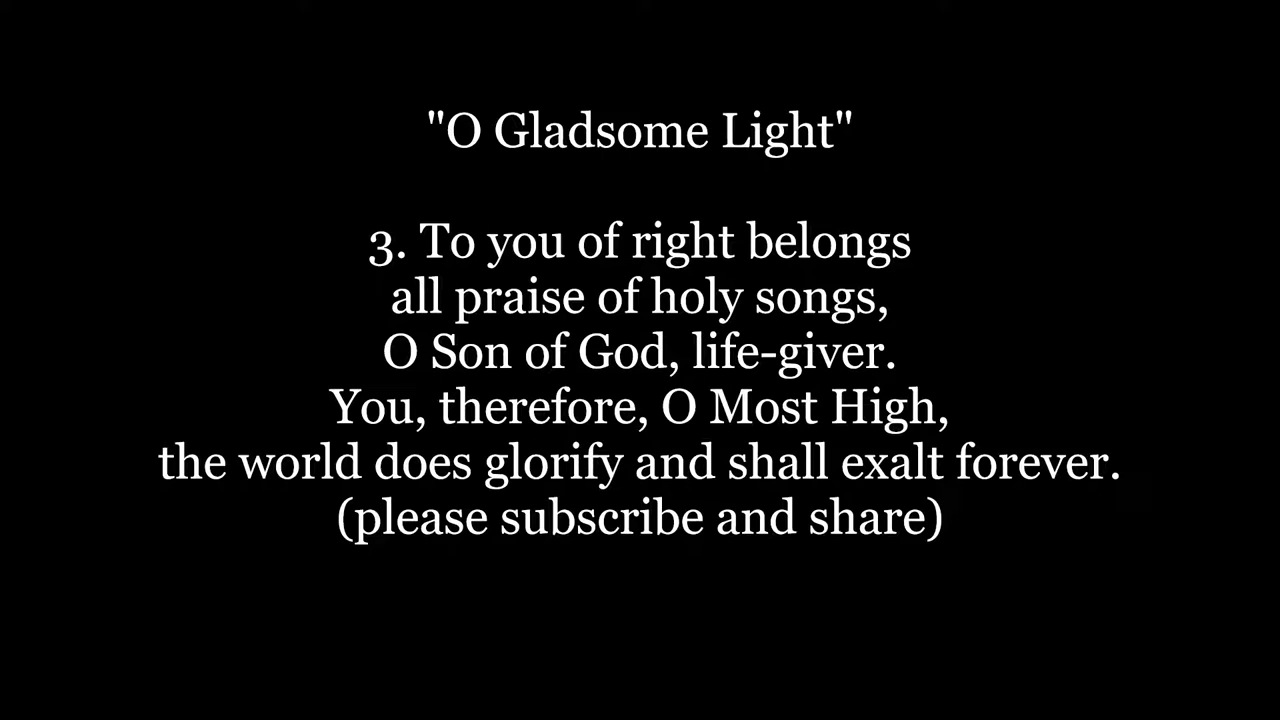 "O Gladsome Light"
3. To you of right belongs
all praise of holy songs,
O Son of God, life-giver.
You, therefore, O Most High,
the world does glorify and shall exalt forever.
(please subscribe and share)